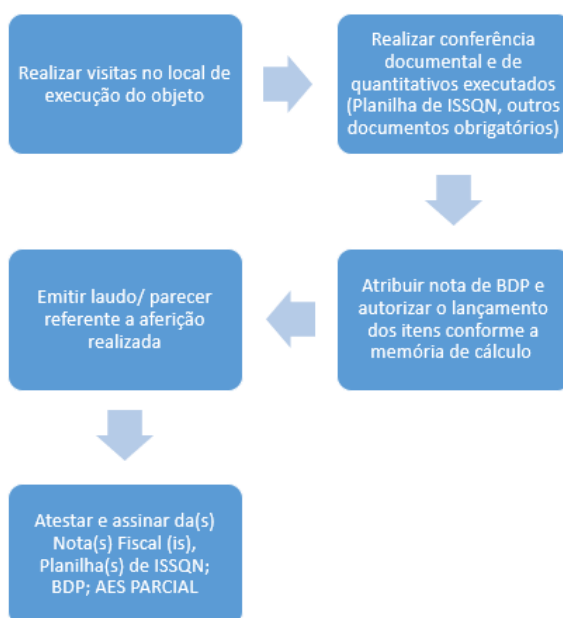 Realizar visitas no local de
execução do objeto
Realizar conferência
documental e de
quantitativos executados
(Planilha de ISSQN, outros
documentos obrigatórios)
Atribuir nota de BDP e
autorizar o lançamento
dos itens conforme a
memória de cálculo
Emitir laudo/ parecer
referente a aferição
realizada
Atestar e assinar da(s)
Nota(s) Fiscal (is),
Planilha(s) de ISSQN;
BDP; AES PARCIAL